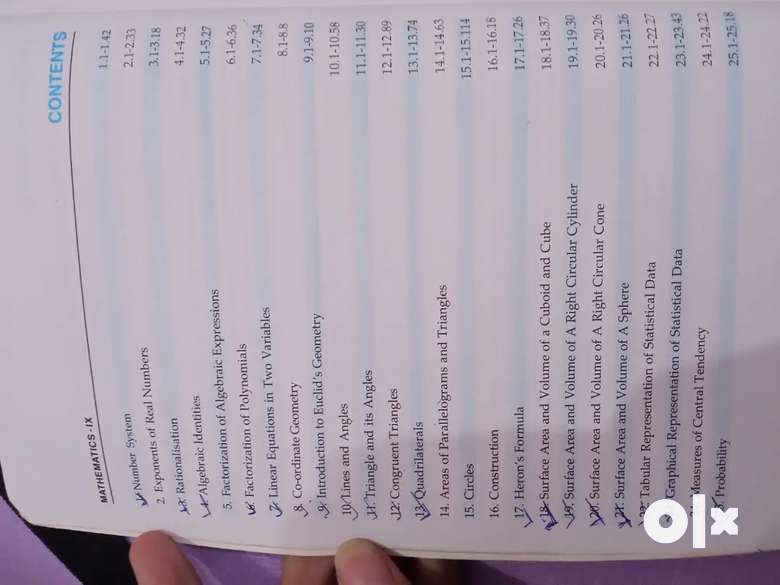 CONTENTS
MATHEMATICS-IX
1. Number System 1.1-1.42
2. Exponents of Real Numbers 2.1-2.33
3. Rationalisation 3.1-3.18
4. Algebraic Identities 4.1-4.32
5. Factorization of Algebraic Expressions 5.1-5.27
6. Factorization of Polynomials 6.1-6.36
7. Linear Equations in Two Variables 7.1-7.34
8. Co-ordinate Geometry 8.1-8.8
9. Introduction to Euclid's Geometry 9.1-9.10
10. Lines and Angles 10.1-10.58
11. Triangle and its Angles 11.1-11.30
12. Congruent Triangles 12.1-12.89
13. Quadrilaterals 13.1-13.74
14. Areas of Parallelograms and Triangles 14.1-14.63
15. Circles 15.1-15.114
16. Construction 16.1-16.18
17. Heron's Formula 17.1-17.26
18. Surface Area and Volume of a Cuboid and Cube 18.1-18.37
19. Surface Area and Volume of A Right Circular Cylinder 19.1-19.30
20. Surface Area and Volume of A Right Circular Cone 20.1-20.26
21. Surface Area and Volume of A Sphere 21.1-21.26
Tabular Representation of Statistical Data 22.1-22.27
Graphical Representation of Statistical Data 23.1-23.43
Measures of Central Tendency 24.1-24.22
Probability 25.1-25.18
olx